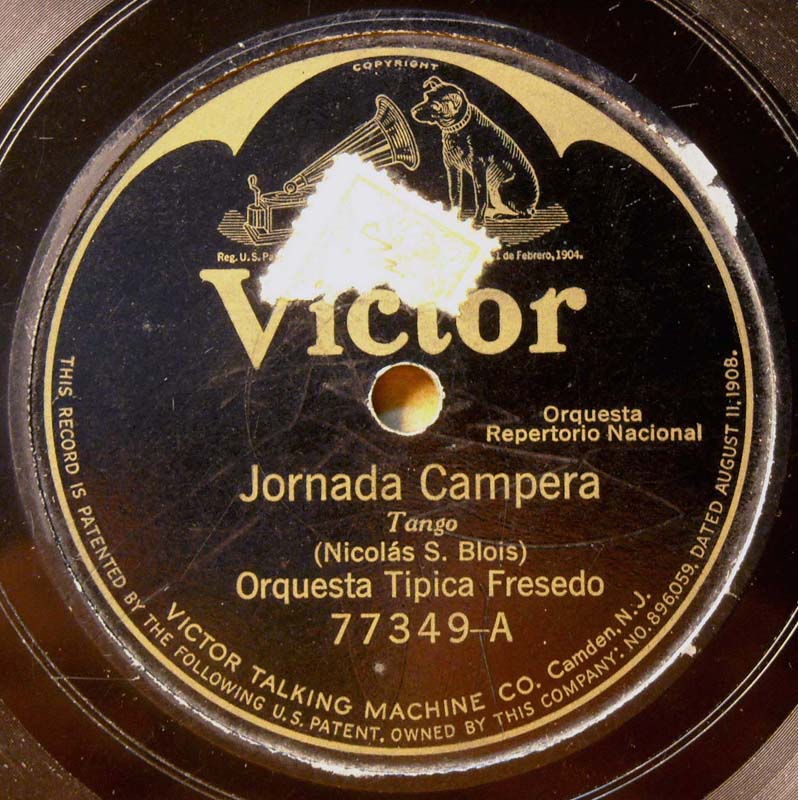 COPYRIGHT
Reg. U. S. Pa 1 de Febrero, 1904.
Victor
Orquesta
Repertorio Nacional
Jornada Campera
Tango
(Nicolás S. Blois)
Orquesta Tipica Fresedo
77349-A
VICTOR TALKING MACHINE CO. Camden, N. J.
THIS RECORD IS PATENTED BY THE FOLLOWING U.S. PATENT, OWNED BY THIS COMPANY: NO. 896,059, DATED AUGUST 11, 1908.